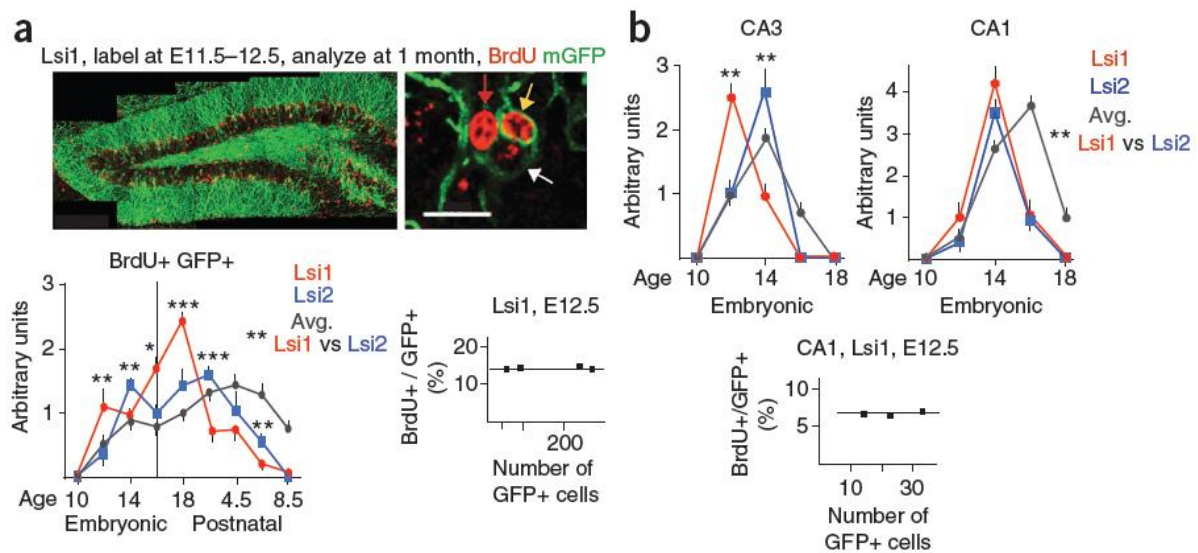 a
Lsi1, label at E11.5–12.5, analyze at 1 month, BrdU mGFP
BrdU+ GFP+
Arbitrary units
3
2
1
Lsi1
Lsi2
Avg.
Lsi1 vs Lsi2
**
**
*
***
***
**
**
Age 10 14 18 4.5 8.5
Embryonic Postnatal
Lsi1, E12.5
BrdU+ / GFP+
(%)
20
10
200
Number of
GFP+ cells
b
CA3
Arbitrary units
3
2
1
** **
Age 10 14 18
Embryonic
CA1
Arbitrary units
4
3
2
1
Lsi1
Lsi2
Avg.
Lsi1 vs Lsi2
**
Age 10 14 18
Embryonic
CA1, Lsi1, E12.5
BrdU+/GFP+
(%)
10
5
10 30
Number of
GFP+ cells